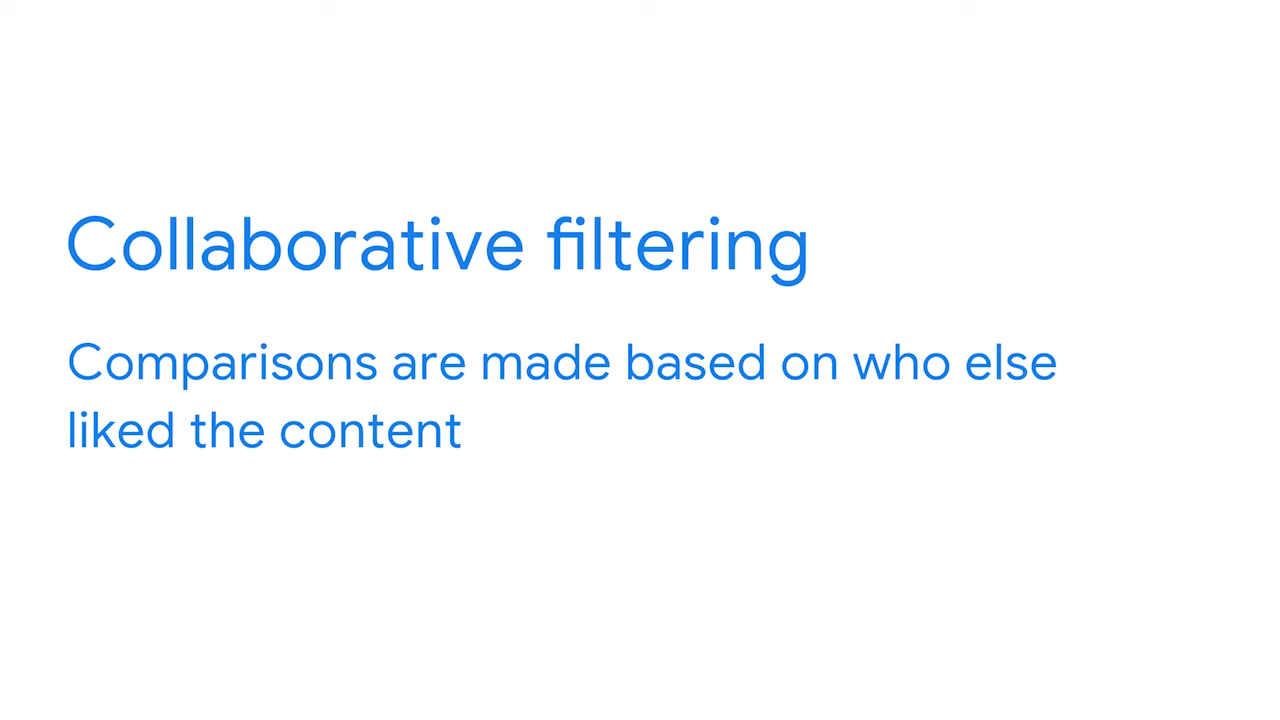 Collaborative filtering
Comparisons are made based on who else
liked the content